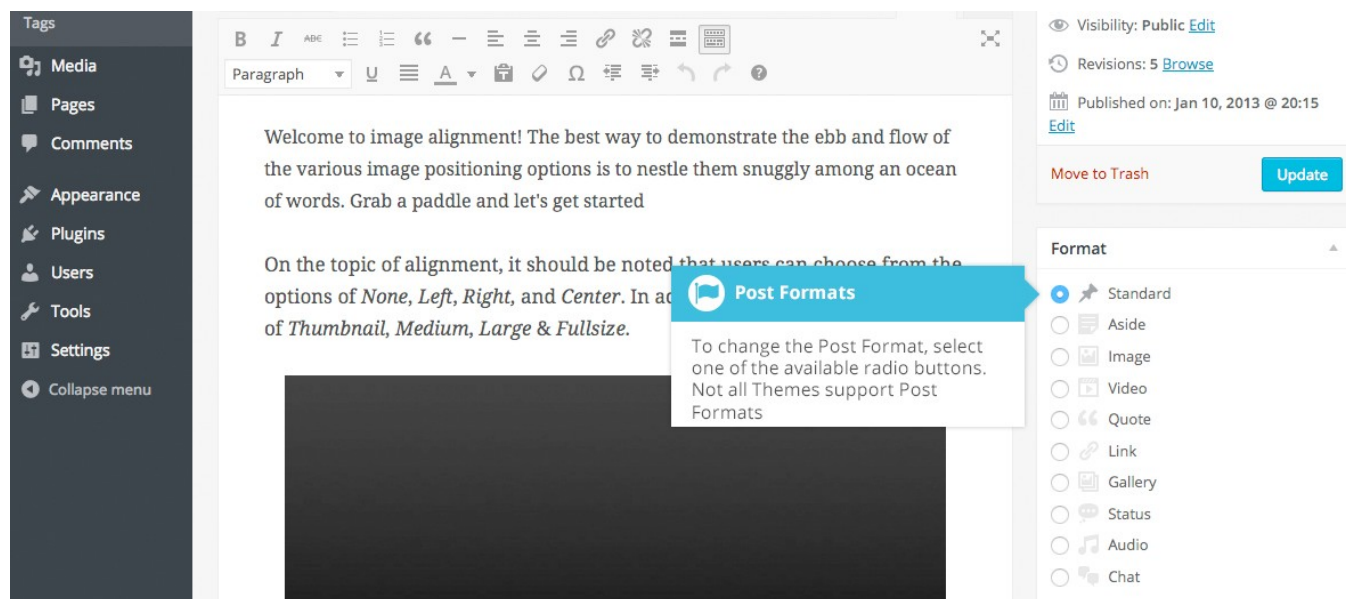 Tags
Media
Pages
Comments
Appearance
Plugins
Users
Tools
Settings
Collapse menu
B I ABC
Paragraph U A Ω ?
Welcome to image alignment! The best way to demonstrate the ebb and flow of
the various image positioning options is to nestle them snuggly among an ocean
of words. Grab a paddle and let's get started
On the topic of alignment, it should be noted that users can choose from the
options of None, Left, Right, and Center. In
of Thumbnail, Medium, Large & Fullsize.
Post Formats
To change the Post Format, select
one of the available radio buttons.
Not all Themes support Post
Formats
Visibility: Public Edit
Revisions: 5 Browse
Published on: Jan 10, 2013 @ 20:15
Edit
Move to Trash
Update
Format
Standard
Aside
Image
Video
Quote
Link
Gallery
Status
Audio
Chat